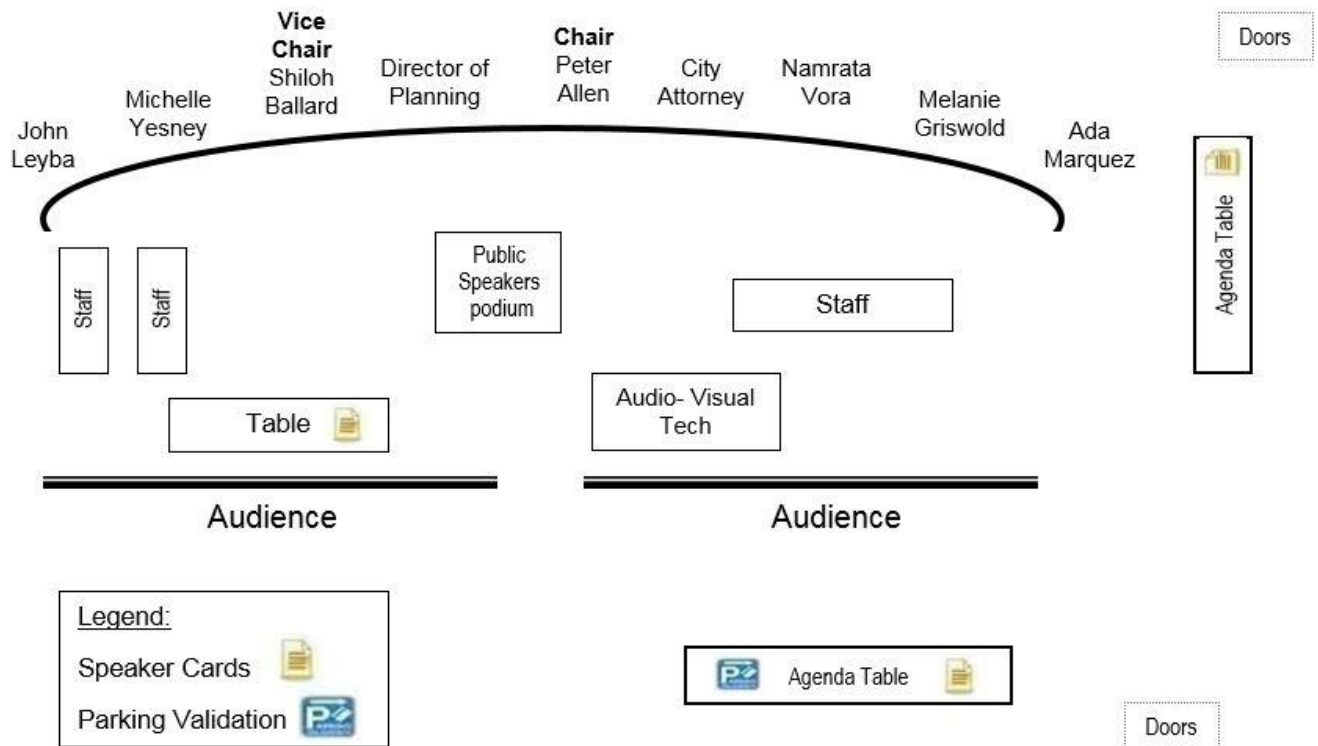 Vice
Chair
Shiloh
Ballard
Director of
Planning
Chair
Peter
Allen
City
Attorney
Namrata
Vora
Doors
John
Leyba
Michelle
Yesney
Melanie
Griswold
Ada
Marquez
Staff
Staff
Public
Speakers
podium
Staff
Agenda Table
Table
Audio- Visual
Tech
Audience
Audience
Legend:
Speaker Cards
Parking Validation
Agenda Table
Doors